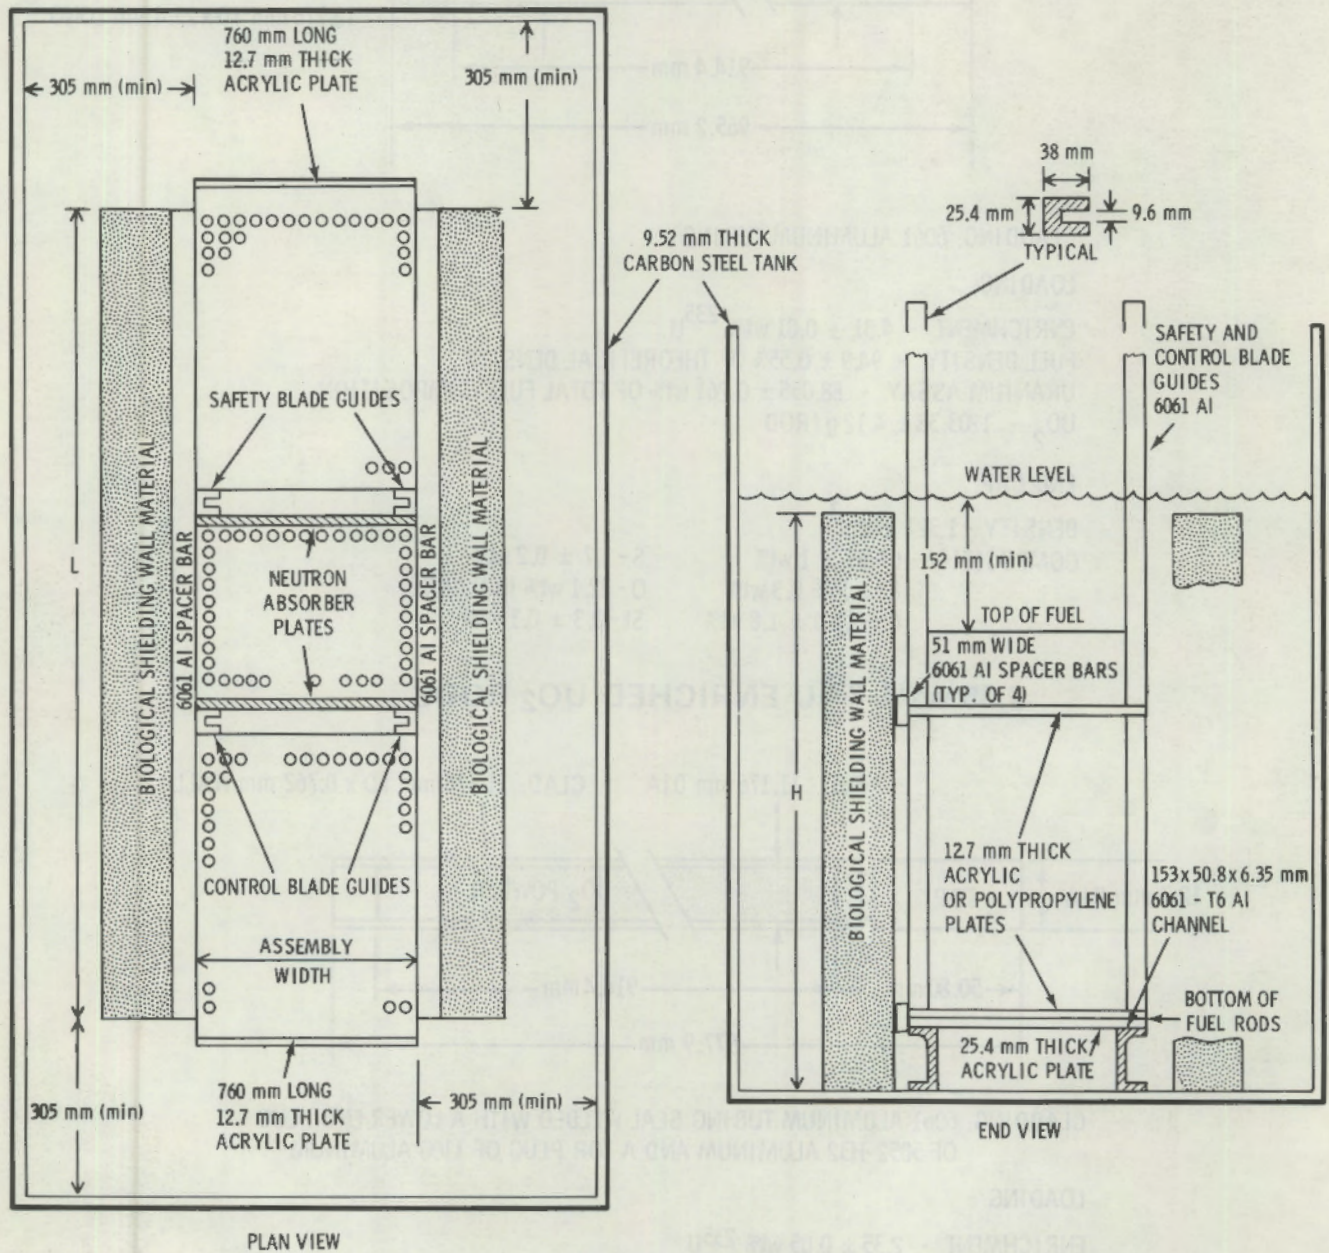 760 mm LONG
12.7 mm THICK
ACRYLIC PLATE
305 mm (min)
305 mm (min)
SAFETY BLADE GUIDES
BIOLOGICAL SHIELDING WALL MATERIAL
6061 Al SPACER BAR
L
NEUTRON
ABSORBER
PLATES
6061 Al SPACER BAR
BIOLOGICAL SHIELDING WALL MATERIAL
CONTROL BLADE GUIDES
ASSEMBLY
WIDTH
305 mm (min)
760 mm LONG
12.7 mm THICK
ACRYLIC PLATE
305 mm (min)
PLAN VIEW
9.52 mm THICK
CARBON STEEL TANK
38 mm
25.4 mm
9.6 mm
TYPICAL
SAFETY AND
CONTROL BLADE
GUIDES
6061 Al
WATER LEVEL
152 mm (min)
TOP OF FUEL
51 mm WIDE
6061 Al SPACER BARS
(TYP. OF 4)
H
BIOLOGICAL SHIELDING WALL MATERIAL
12.7 mm THICK
ACRYLIC
OR POLYPROPYLENE
PLATES
153 x 50.8 x 6.35 mm
6061 - T6 Al
CHANNEL
BOTTOM OF
FUEL RODS
25.4 mm THICK
ACRYLIC PLATE
END VIEW